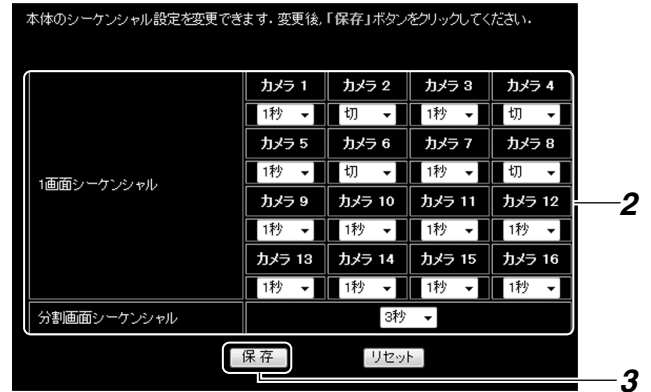 本体のシーケンシャル設定を変更できます．変更後,「保存」ボタンをクリックしてください．
カメラ 1 カメラ 2 カメラ 3 カメラ 4
1秒 切 1秒 切
カメラ 5 カメラ 6 カメラ 7 カメラ 8
1秒 切 1秒 切
1画面シーケンシャル
カメラ 9 カメラ 10 カメラ 11 カメラ 12
2
1秒 1秒 1秒 1秒
カメラ 13 カメラ 14 カメラ 15 カメラ 16
1秒 1秒 1秒 1秒
分割画面シーケンシャル 3秒
保存 リセット
3